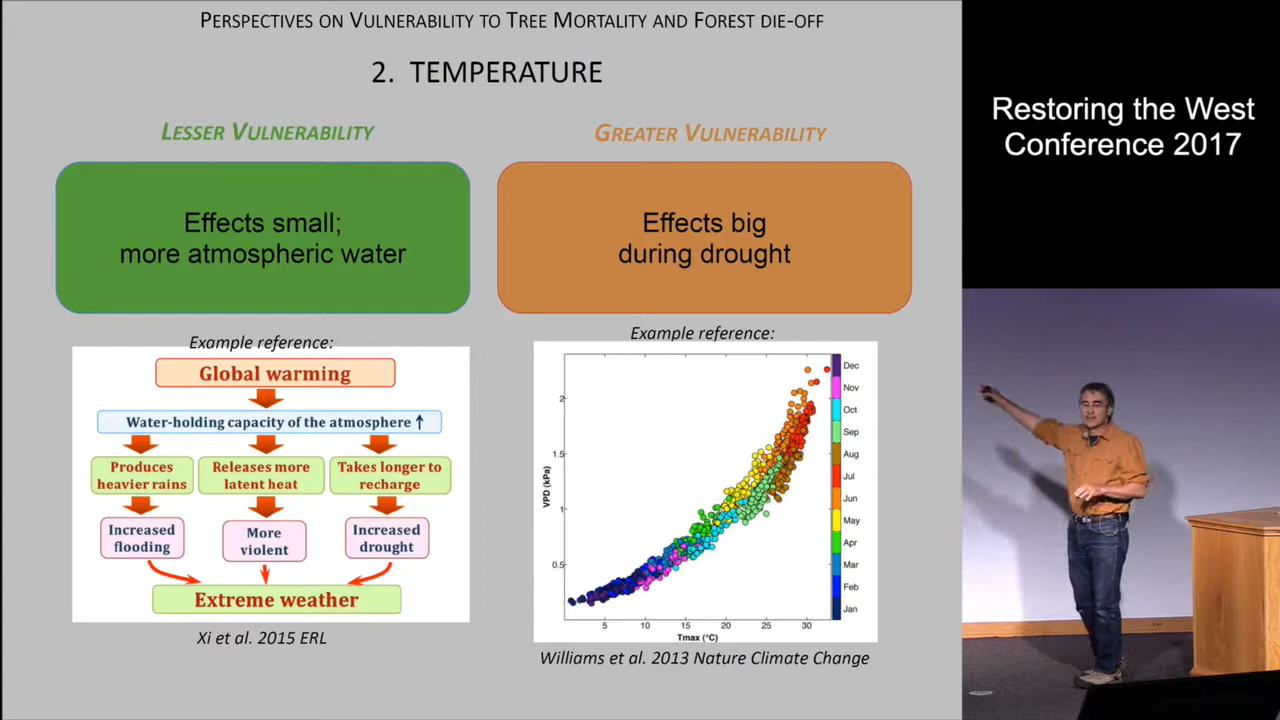 PERSPECTIVES ON VULNERABILITY TO TREE MORTALITY AND FOREST DIE-OFF
2. TEMPERATURE
LESSER VULNERABILITY
GREATER VULNERABILITY
Effects small;
more atmospheric water
Effects big
during drought
Example reference:
Global warming
Water-holding capacity of the atmosphere ↑
Produces
heavier rains
Releases more
latent heat
Takes longer to
recharge
Increased
flooding
More
violent
Increased
drought
Extreme weather
Xi et al. 2015 ERL
Example reference:
VPD (kPa)
2
1.5
1
0.5
5 10 15 20 25 30
Tmax (°C)
Dec
Nov
Oct
Sep
Aug
Jul
Jun
May
Apr
Mar
Feb
Jan
Williams et al. 2013 Nature Climate Change
Restoring the West
Conference 2017